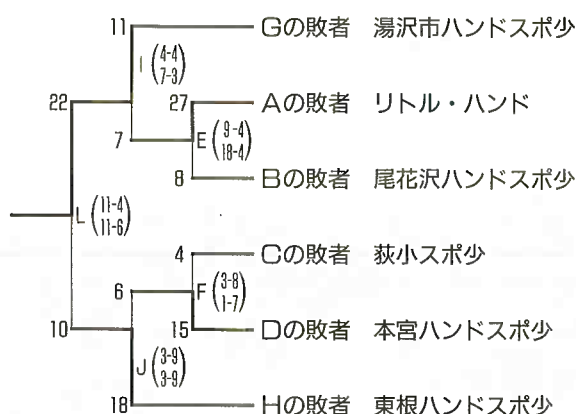 11 Gの敗者 湯沢市ハンドスポ少
I (4-4
7-3)
22 27 Aの敗者 リトル・ハンド
7 E (9-4
18-4)
8 Bの敗者 尾花沢ハンドスポ少
L (11-4
11-6)
4 Cの敗者 荻小スポ少
6 F (3-8
1-7)
10 15 Dの敗者 本宮ハンドスポ少
J (3-9
3-9)
18 Hの敗者 東根ハンドスポ少